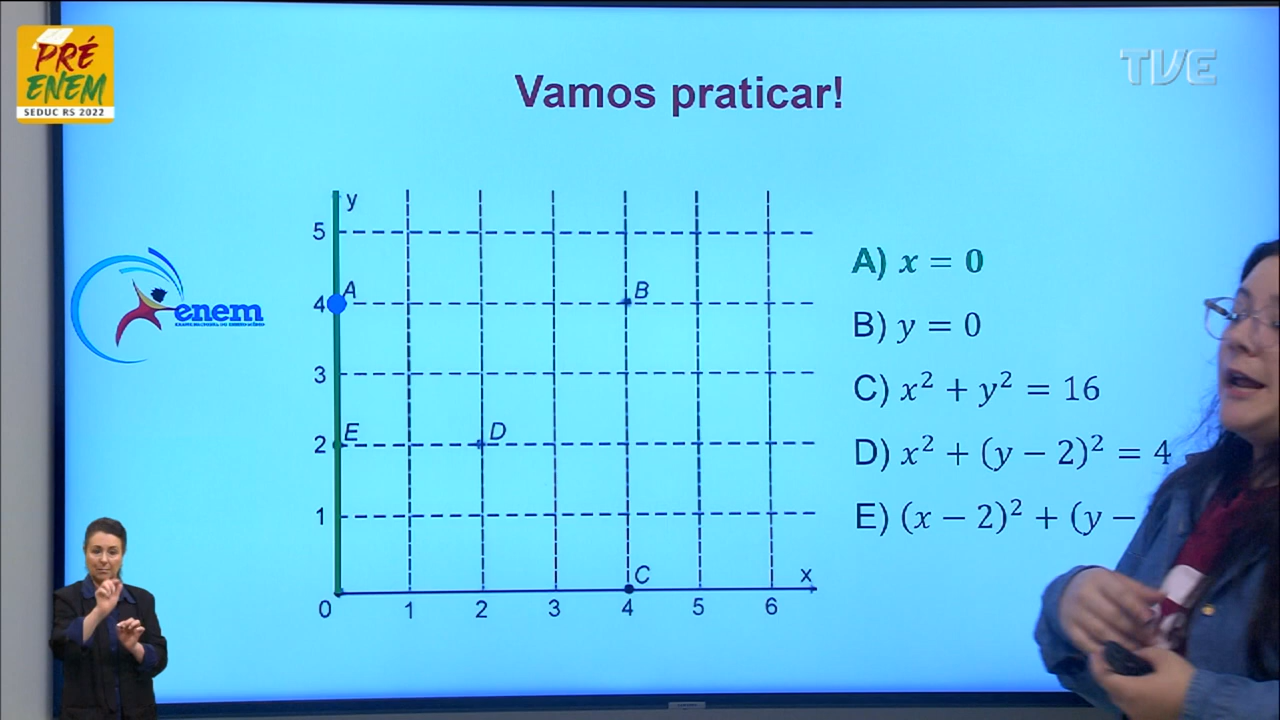 PRÉ
ENEM
SEDUC RS 2022
TVE
Vamos praticar!
y
5
4
3
2
1
0
1
2
3
4
5
6
x
A
B
E
D
C
enem
A) x = 0
B) y = 0
C) x² + y² = 16
D) x² + (y − 2)² = 4
E) (x − 2)² + (y −